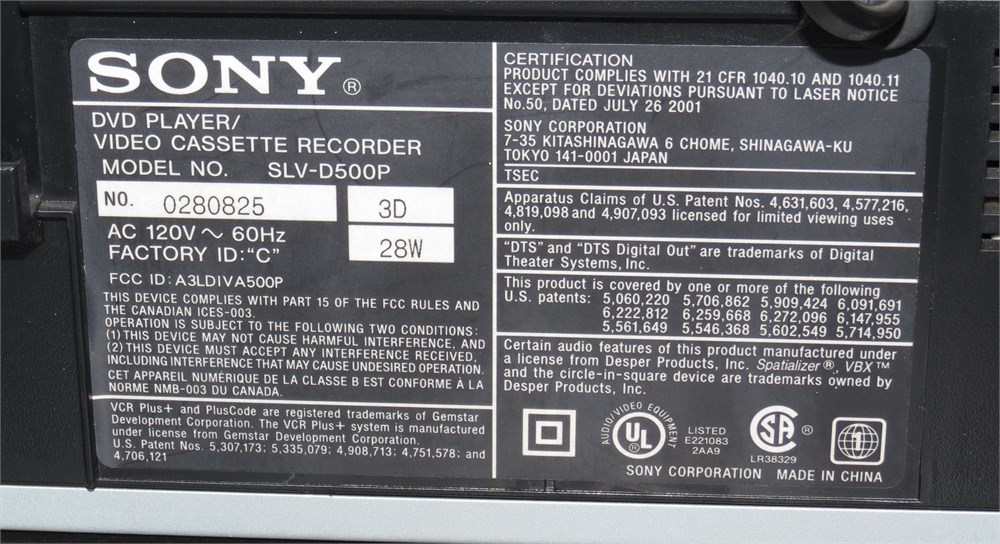 SONY®
DVD PLAYER/
VIDEO CASSETTE RECORDER
MODEL NO. SLV-D500P
NO. 0280825 3D
AC 120V ~ 60Hz
FACTORY ID:"C" 28W
FCC ID: A3LDIVA500P
THIS DEVICE COMPLIES WITH PART 15 OF THE FCC RULES AND
THE CANADIAN ICES-003.
OPERATION IS SUBJECT TO THE FOLLOWING TWO CONDITIONS:
(1) THIS DEVICE MAY NOT CAUSE HARMFUL INTERFERENCE, AND
(2) THIS DEVICE MUST ACCEPT ANY INTERFERENCE RECEIVED,
INCLUDING INTERFERENCE THAT MAY CAUSE UNDESIRED OPERATION.
CET APPAREIL NUMÉRIQUE DE LA CLASSE B EST CONFORME À LA
NORME NMB-003 DU CANADA.
VCR Plus+ and PlusCode are registered trademarks of Gemstar
Development Corporation. The VCR Plus+ system is manufactured
under license from Gemstar Development Corporation.
U.S. Patent Nos. 5,307,173; 5,335,079; 4,908,713; 4,751,578; and
4,706,121
CERTIFICATION
PRODUCT COMPLIES WITH 21 CFR 1040.10 AND 1040.11
EXCEPT FOR DEVIATIONS PURSUANT TO LASER NOTICE
No.50, DATED JULY 26 2001
SONY CORPORATION
7-35 KITASHINAGAWA 6 CHOME, SHINAGAWA-KU
TOKYO 141-0001 JAPAN
TSEC
Apparatus Claims of U.S. Patent Nos. 4,631,603, 4,577,216,
4,819,098 and 4,907,093 licensed for limited viewing uses
only.
"DTS" and "DTS Digital Out" are trademarks of Digital
Theater Systems, Inc.
This product is covered by one or more of the following
U.S. patents: 5,060,220 5,706,862 5,909,424 6,091,691
6,222,812 6,259,668 6,272,096 6,147,955
5,561,649 5,546,368 5,602,549 5,714,950
Certain audio features of this product manufactured under
a license from Desper Products, Inc. Spatializer®, VBX™
and the circle-in-square device are trademarks owned by
Desper Products, Inc.
AUDIO/VIDEO EQUIPMENT
UL®
LISTED
E221083
2AA9
SA®
LR38329
SONY CORPORATION MADE IN CHINA